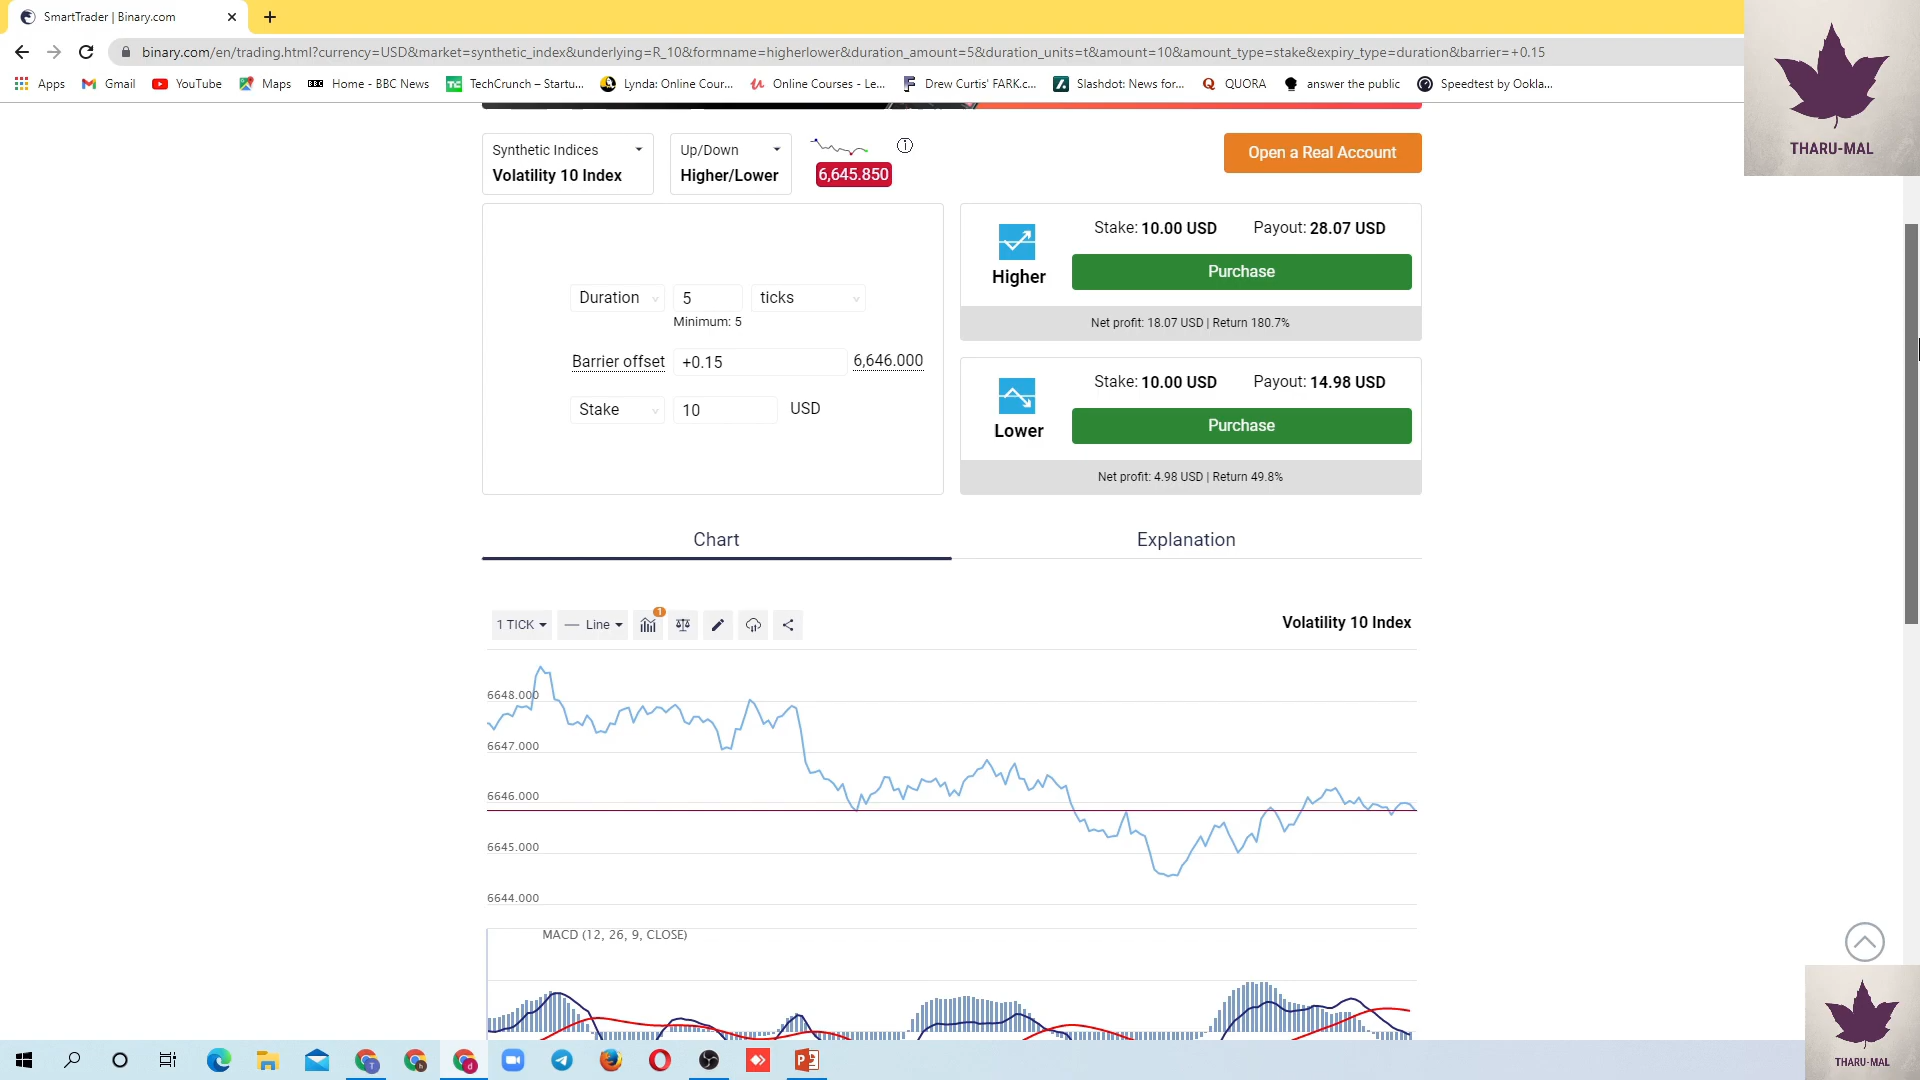 SmartTrader | Binary.com
binary.com/en/trading.html?currency=USD&market=synthetic_index&underlying=R_10&formname=higherlower&duration_amount=5&duration_units=t&amount=10&amount_type=stake&expiry_type=duration&barrier=+0.15
Apps Gmail YouTube Maps BBC Home - BBC News TC TechCrunch – Startu... Lynda: Online Cour... Online Courses - Le... Drew Curtis' FARK.c... Slashdot: News for... QUORA answer the public Speedtest by Ookla...
THARU-MAL
Synthetic Indices
Volatility 10 Index
Up/Down
Higher/Lower
6,645.850
Open a Real Account
Duration 5 ticks
Minimum: 5
Barrier offset +0.15 6,646.000
Stake 10 USD
Higher
Stake: 10.00 USD Payout: 28.07 USD
Purchase
Net profit: 18.07 USD | Return 180.7%
Lower
Stake: 10.00 USD Payout: 14.98 USD
Purchase
Net profit: 4.98 USD | Return 49.8%
Chart Explanation
1 TICK Line 1 Volatility 10 Index
6648.000
6647.000
6646.000
6645.000
6644.000
MACD (12, 26, 9, CLOSE)
THARU-MAL